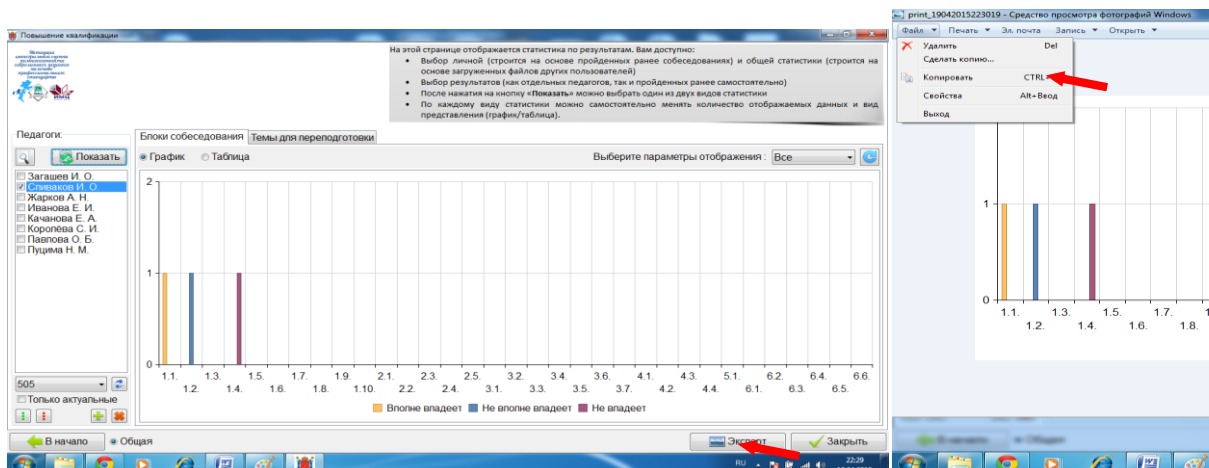 Повышение квалификации
На этой странице отображается статистика по результатам. Вам доступно:
• Выбор личной (строится на основе пройденных ранее собеседованиях) и общей статистики (строится на
основе загруженных файлов других пользователей)
• Выбор результатов (как отдельных педагогов, так и пройденных ранее самостоятельно)
• После нажатия на кнопку «Показать» можно выбрать один из двух видов статистики
• По каждому виду статистики можно самостоятельно менять количество отображаемых данных и вид
представления (график/таблица).
Педагоги:
Блоки собеседования Темы для переподготовки
Показать
График Таблица
Выберите параметры отображения : Все
Загашев И. О.
Спиваков И. О.
Жарков А. Н.
Иванова Е. И.
Качанова Е. А.
Королёва С. И.
Павлова О. Б.
Пуцима Н. М.
2
1
0
1.1. 1.3. 1.5. 1.7. 1.9. 2.1. 2.3. 2.5. 3.2. 3.4. 3.6. 4.1. 4.3. 5.1. 6.2. 6.4. 6.6.
1.2. 1.4. 1.6. 1.8. 1.10. 2.2. 2.4. 3.1. 3.3. 3.5. 3.7. 4.2. 4.4. 6.1. 6.3. 6.5.
Вполне владеет Не вполне владеет Не владеет
505
Только актуальные
В начало Общая
Экспорт Закрыть
RU 22:29
print_19042015223019 - Средство просмотра фотографий Windows
Файл Печать Эл. почта Запись Открыть
Удалить Del
Сделать копию...
Копировать CTRL+
Свойства Alt+Ввод
Выход
1
0
1.1. 1.3. 1.5. 1.7.
1.2. 1.4. 1.6. 1.8.